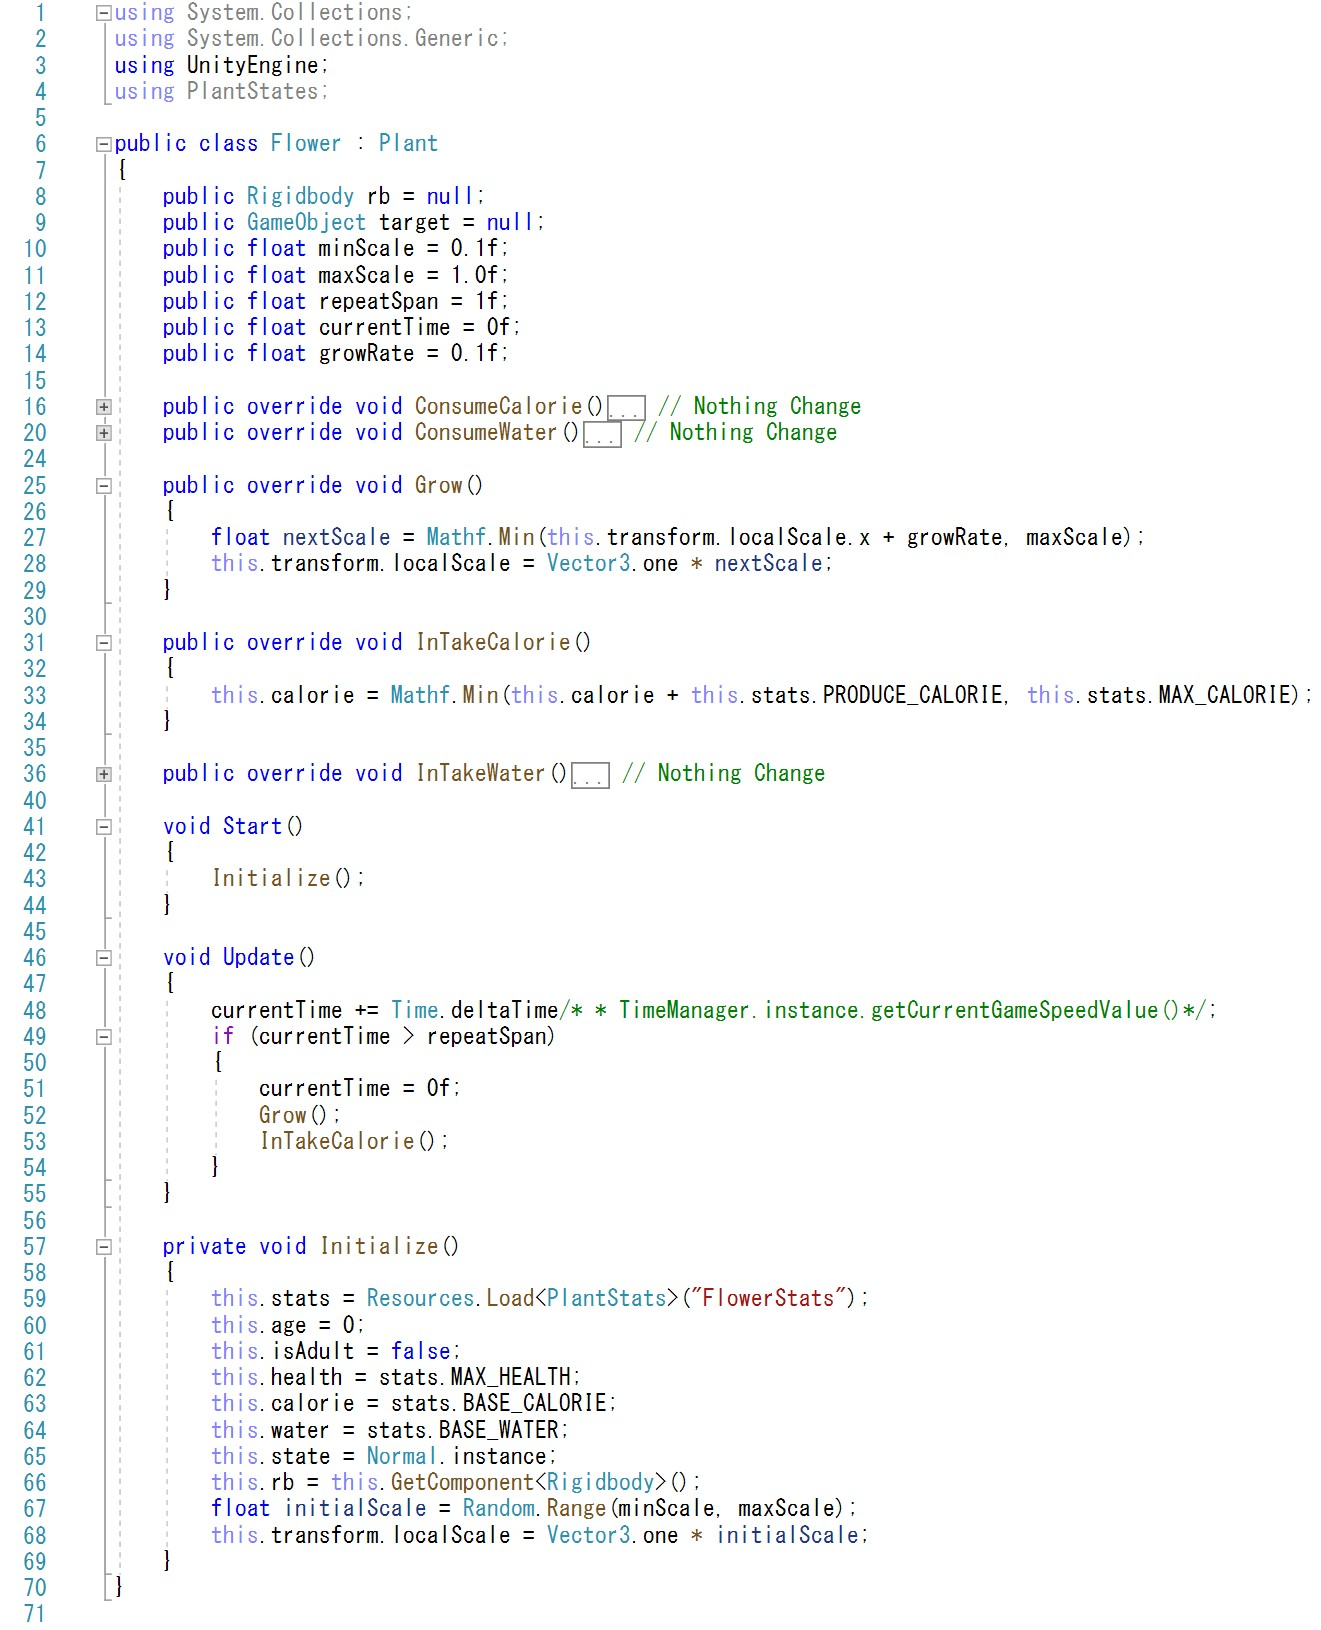 1 using System.Collections;
2 using System.Collections.Generic;
3 using UnityEngine;
4 using PlantStates;
5
6 public class Flower : Plant
7 {
8 public Rigidbody rb = null;
9 public GameObject target = null;
10 public float minScale = 0.1f;
11 public float maxScale = 1.0f;
12 public float repeatSpan = 1f;
13 public float currentTime = 0f;
14 public float growRate = 0.1f;
15
16 public override void ConsumeCalorie()... // Nothing Change
20 public override void ConsumeWater()... // Nothing Change
24
25 public override void Grow()
26 {
27 float nextScale = Mathf.Min(this.transform.localScale.x + growRate, maxScale);
28 this.transform.localScale = Vector3.one * nextScale;
29 }
30
31 public override void InTakeCalorie()
32 {
33 this.calorie = Mathf.Min(this.calorie + this.stats.PRODUCE_CALORIE, this.stats.MAX_CALORIE);
34 }
35
36 public override void InTakeWater()... // Nothing Change
40
41 void Start()
42 {
43 Initialize();
44 }
45
46 void Update()
47 {
48 currentTime += Time.deltaTime/* * TimeManager.instance.getCurrentGameSpeedValue()*/;
49 if (currentTime > repeatSpan)
50 {
51 currentTime = 0f;
52 Grow();
53 InTakeCalorie();
54 }
55 }
56
57 private void Initialize()
58 {
59 this.stats = Resources.Load<PlantStats>("FlowerStats");
60 this.age = 0;
61 this.isAdult = false;
62 this.health = stats.MAX_HEALTH;
63 this.calorie = stats.BASE_CALORIE;
64 this.water = stats.BASE_WATER;
65 this.state = Normal.instance;
66 this.rb = this.GetComponent<Rigidbody>();
67 float initialScale = Random.Range(minScale, maxScale);
68 this.transform.localScale = Vector3.one * initialScale;
69 }
70 }
71